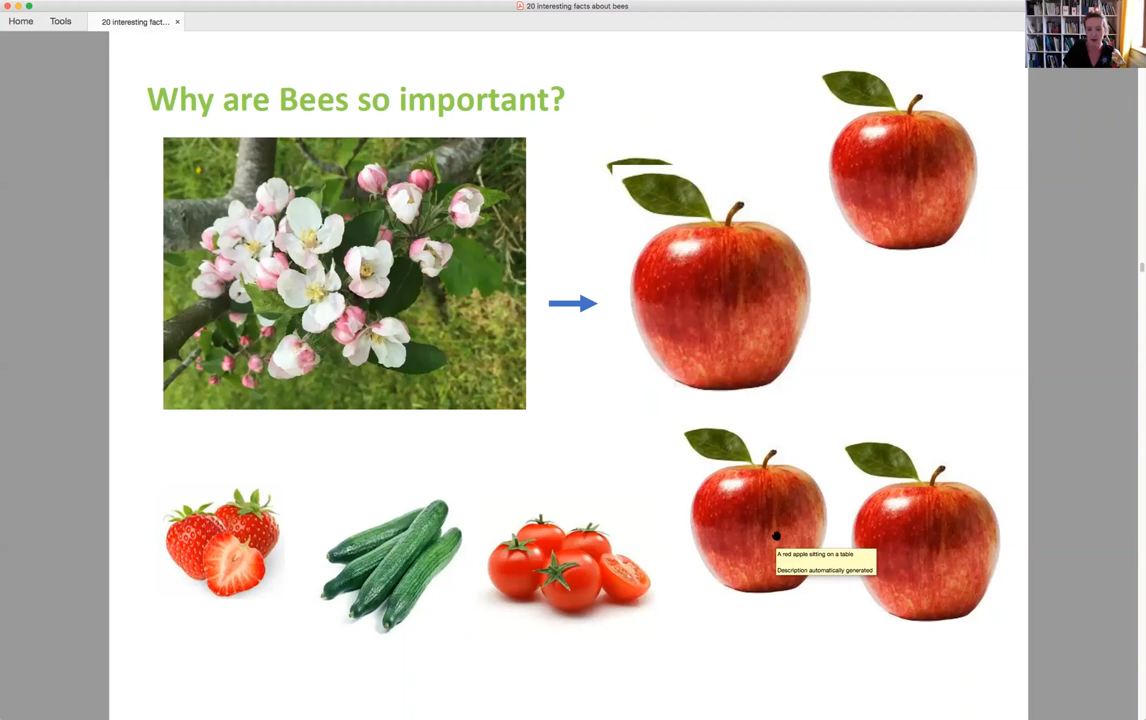 20 interesting facts about bees
Home Tools 20 interesting fact... ×
Why are Bees so important?
A red apple sitting on a table
Description automatically generated